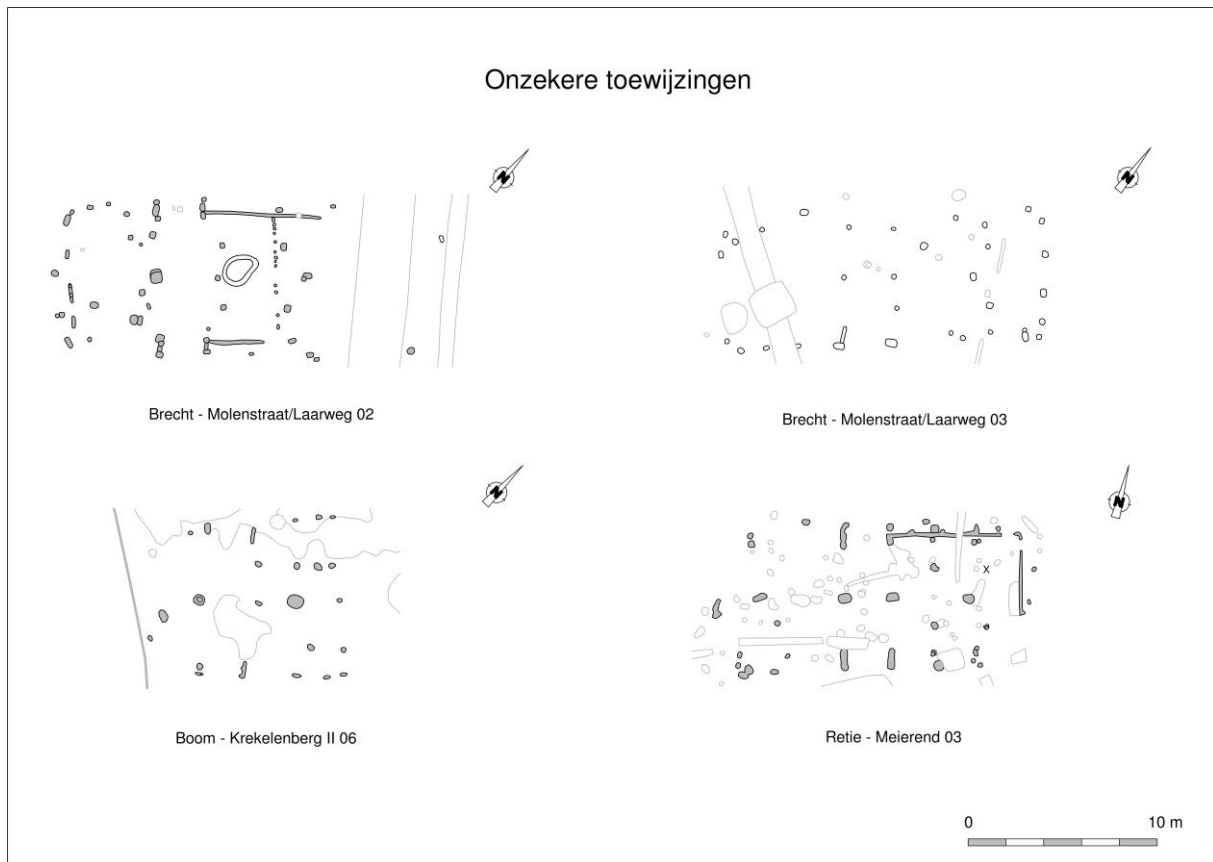 Onzekere toewijzingen
N
N
Brecht - Molenstraat/Laarweg 02
Brecht - Molenstraat/Laarweg 03
N
N
X
Boom - Krekelenberg II 06
Retie - Meierend 03
0 10 m